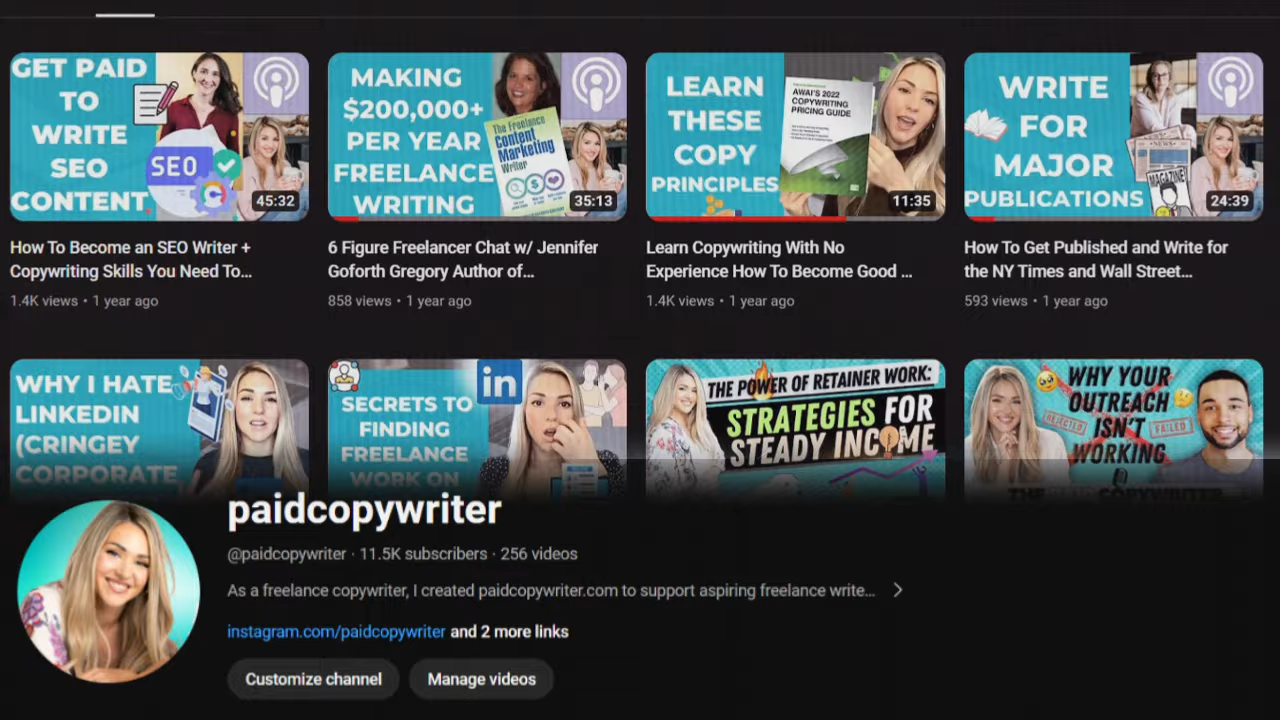 GET PAID
TO
WRITE
SEO
CONTENT
SEO
45:32
How To Become an SEO Writer +
Copywriting Skills You Need To...
1.4K views • 1 year ago
MAKING
$200,000+
PER YEAR
FREELANCE
WRITING
The Freelance
Content
Marketing
Writer
35:13
6 Figure Freelancer Chat w/ Jennifer
Goforth Gregory Author of...
858 views • 1 year ago
LEARN
THESE
COPY
PRINCIPLES
AWAI'S 2022
COPYWRITING
PRICING GUIDE
11:35
Learn Copywriting With No
Experience How To Become Good ...
1.4K views • 1 year ago
WRITE
FOR
MAJOR
PUBLICATIONS
NEWS
MAGAZINE
24:39
How To Get Published and Write for
the NY Times and Wall Street...
593 views • 1 year ago
WHY I HATE
LINKEDIN
(CRINGEY
CORPORATE
SECRETS TO
FINDING
FREELANCE
WORK ON
in
THE POWER OF RETAINER WORK:
STRATEGIES FOR
STEADY INCOME
WHY YOUR
OUTREACH
ISN'T
WORKING
REJECTED
FAILED
paidcopywriter
@paidcopywriter · 11.5K subscribers · 256 videos
As a freelance copywriter, I created paidcopywriter.com to support aspiring freelance write...
instagram.com/paidcopywriter and 2 more links
Customize channel
Manage videos